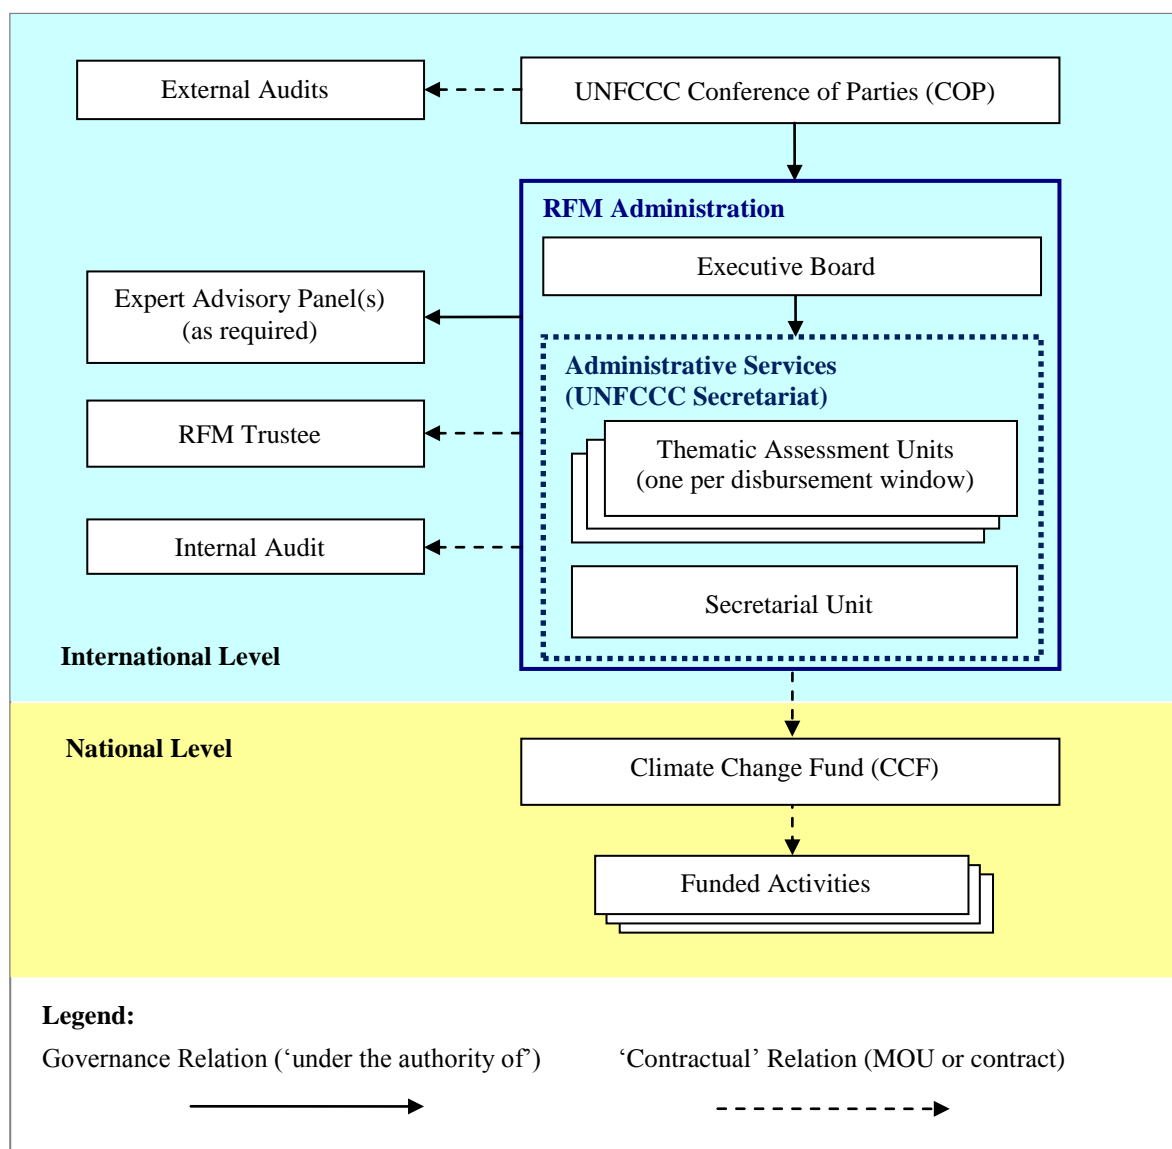 External Audits
UNFCCC Conference of Parties (COP)
RFM Administration
Executive Board
Expert Advisory Panel(s)
(as required)
Administrative Services
(UNFCCC Secretariat)
RFM Trustee
Thematic Assessment Units
(one per disbursement window)
Internal Audit
Secretarial Unit
International Level
National Level
Climate Change Fund (CCF)
Funded Activities
Legend:
Governance Relation (‘under the authority of’)
‘Contractual’ Relation (MOU or contract)